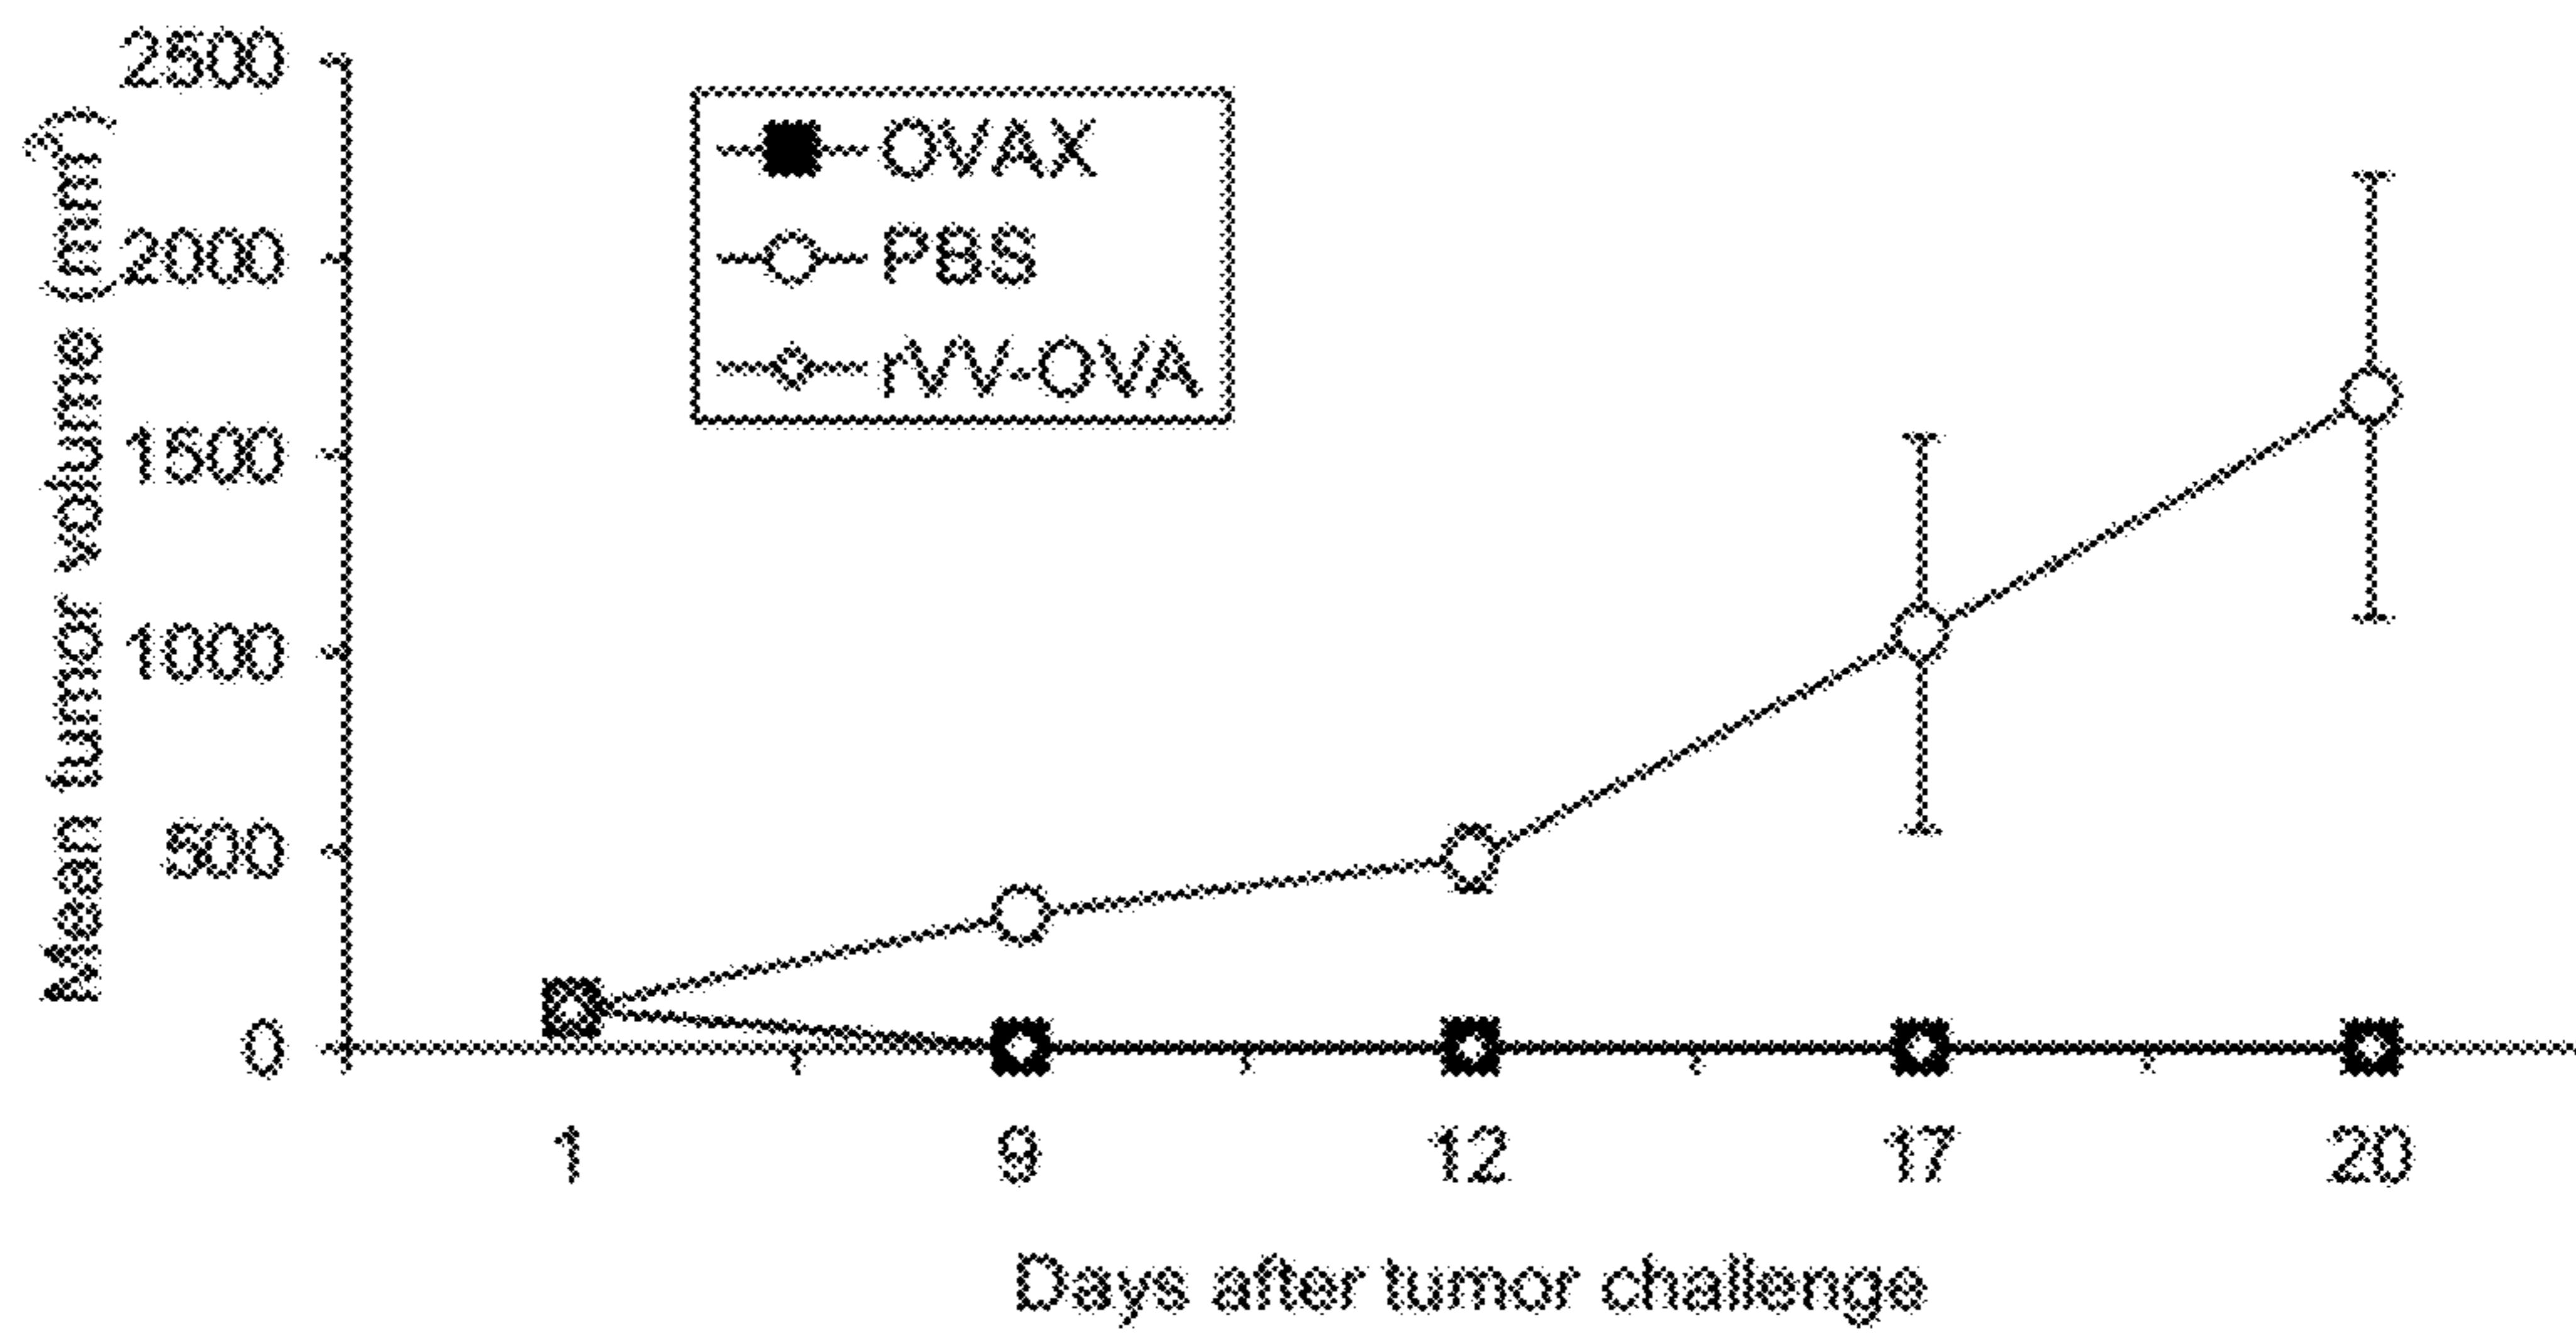 2500
2000
1500
1000
500
0
Mean tumor volume (mm³)
OVAX
PBS
rVV-OVA
1 9 12 17 20
Days after tumor challenge